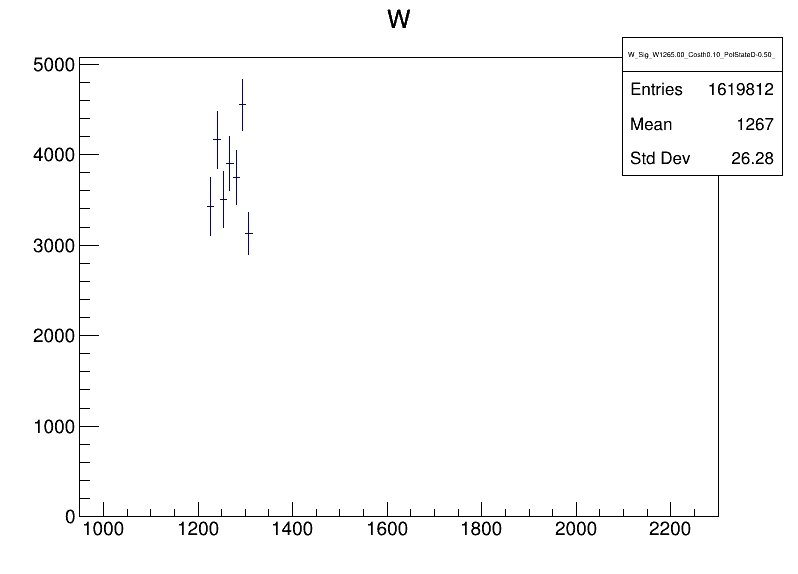 W
W_Sig_W1265.00_Costh0.10_PolStateD-0.50_
Entries 1619812
Mean 1267
Std Dev 26.28
5000
4000
3000
2000
1000
0
1000 1200 1400 1600 1800 2000 2200